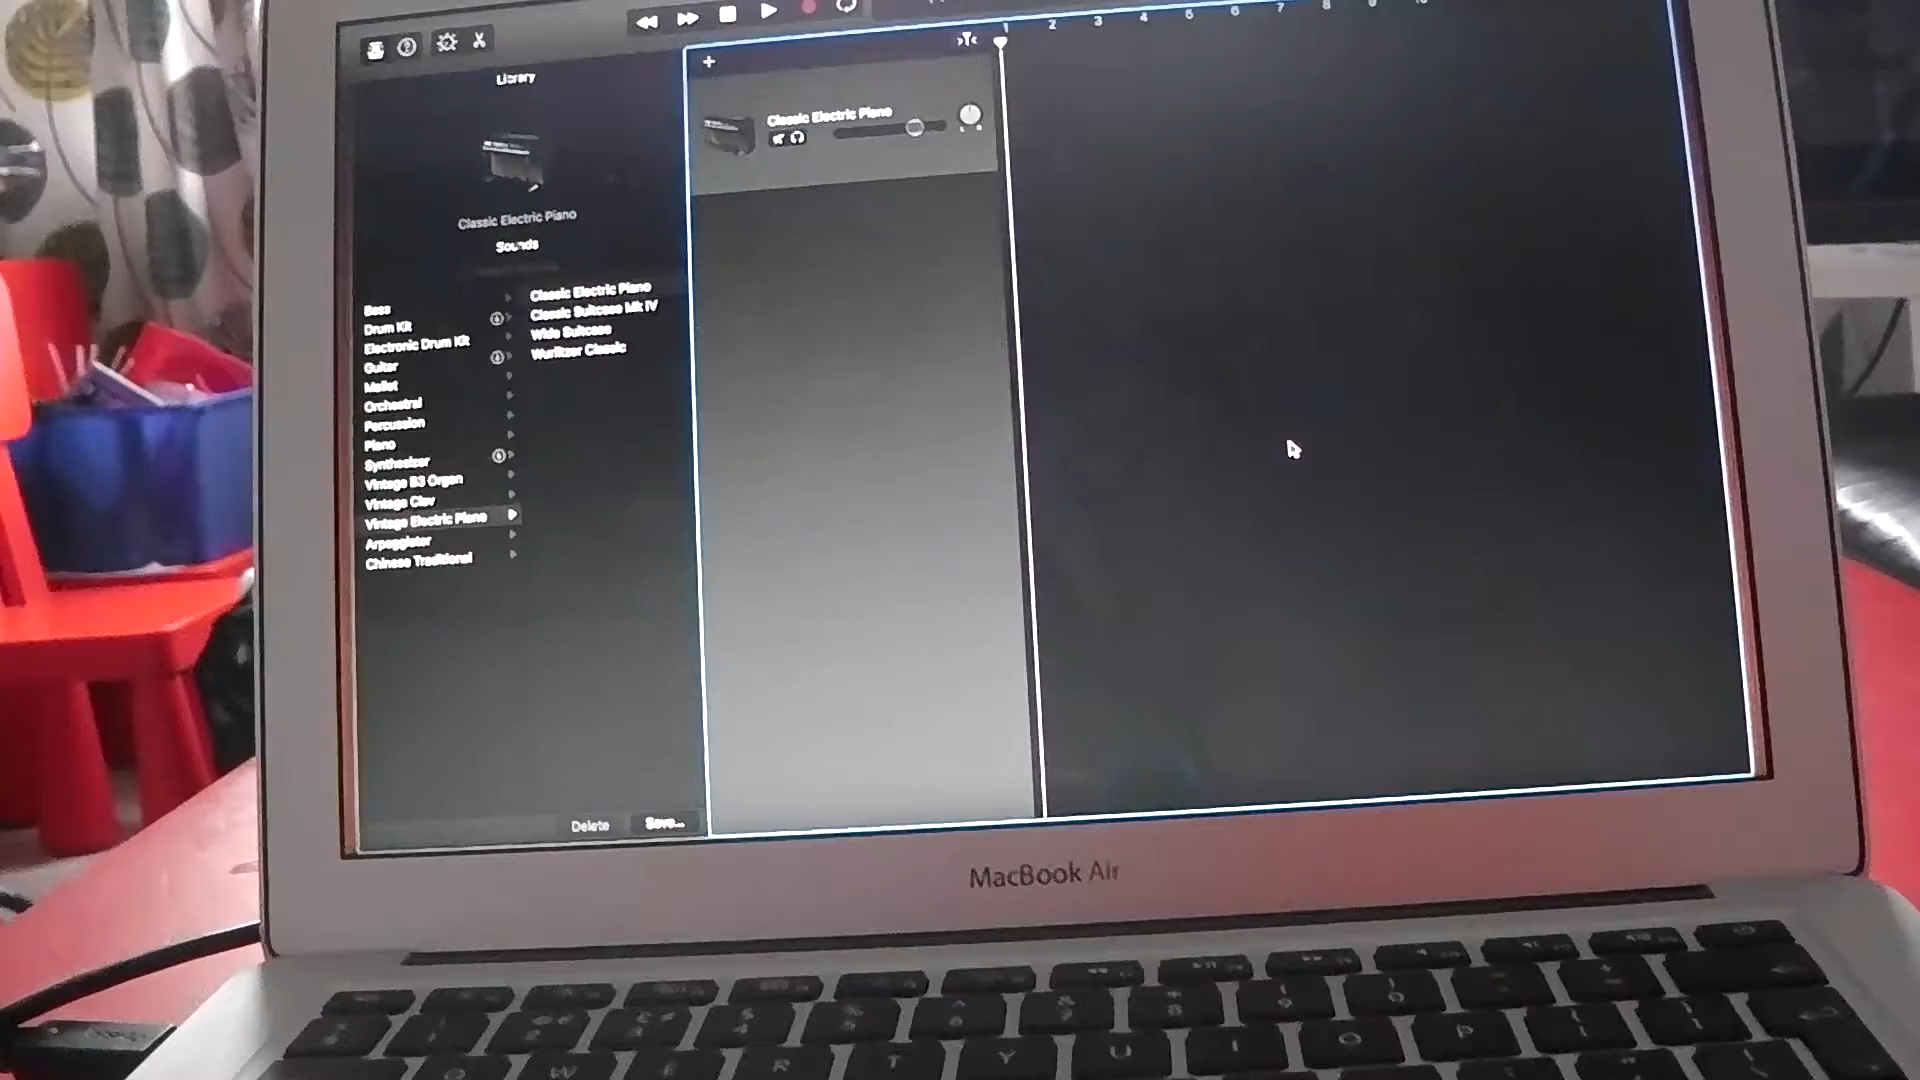 1 2 3 4 5 6 7 8 9 10
Library
Classic Electric Piano
Classic Electric Piano
Sounds
Bass
Drum Kit
Electronic Drum Kit
Guitar
Mallet
Orchestral
Percussion
Piano
Synthesizer
Vintage B3 Organ
Vintage Clav
Vintage Electric Piano
Arpeggiator
Chinese Traditional
Classic Electric Piano
Classic Suitcase Mk IV
Wide Suitcase
Wurlitzer Classic
Delete
Save...
MacBook Air
W E R T Y U I O P